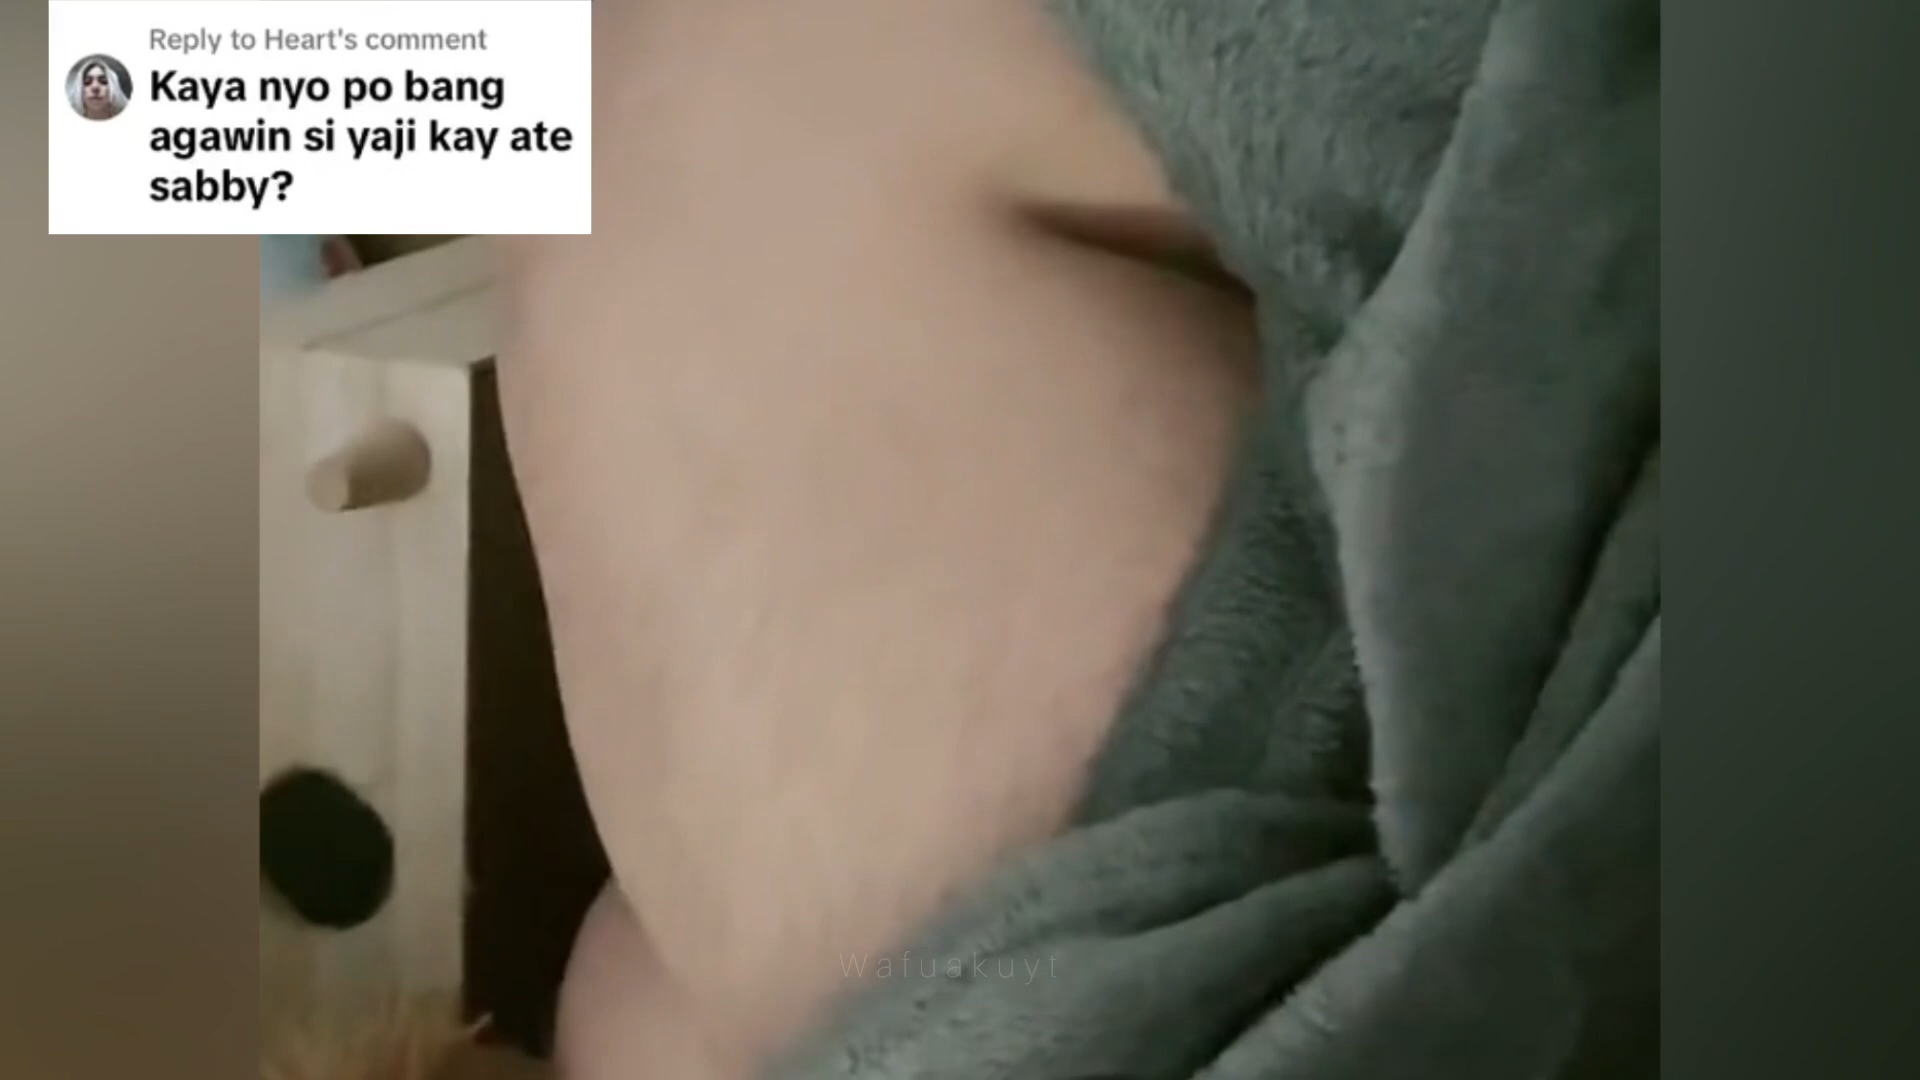 Reply to Heart's comment
Kaya nyo po bang
agawin si yaji kay ate
sabby?
Wafuakuyt